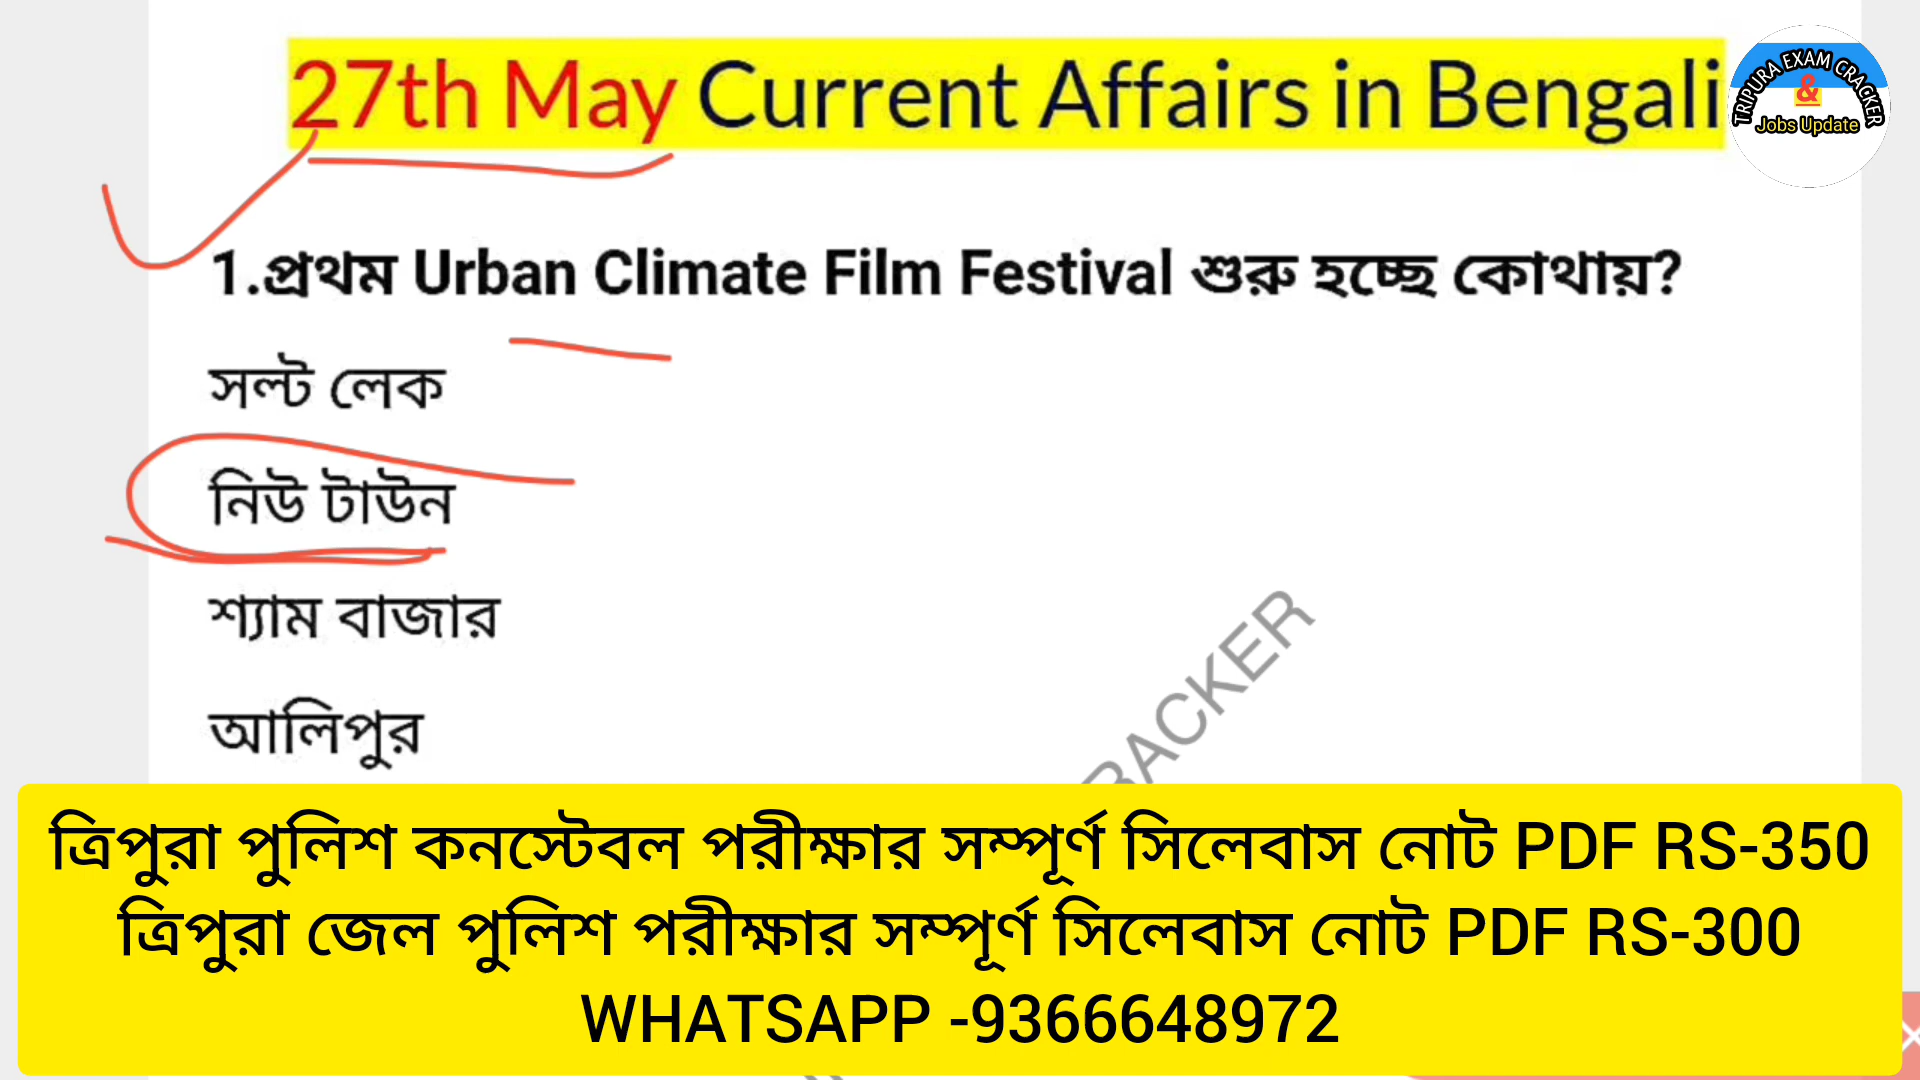 27th May Current Affairs in Bengali
TRIPURA EXAM CRACKER
&
Jobs Update
1.প্রথম Urban Climate Film Festival শুরু হচ্ছে কোথায়?
সল্ট লেক
নিউ টাউন
শ্যাম বাজার
আলিপুর
RACKER
ত্রিপুরা পুলিশ কনস্টেবল পরীক্ষার সম্পূর্ণ সিলেবাস নোট PDF RS-350
ত্রিপুরা জেল পুলিশ পরীক্ষার সম্পূর্ণ সিলেবাস নোট PDF RS-300
WHATSAPP -9366648972